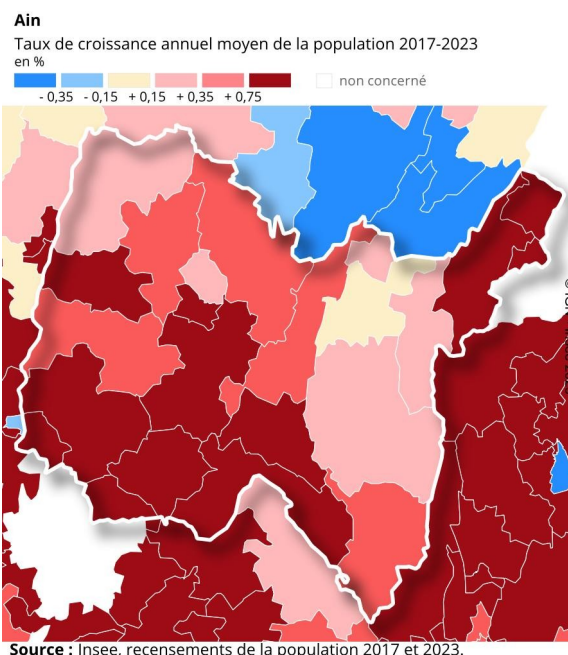 Ain
Taux de croissance annuel moyen de la population 2017-2023
en %
non concerné
- 0,35 - 0,15 + 0,15 + 0,35 + 0,75
Source : Insee, recensements de la population 2017 et 2023.